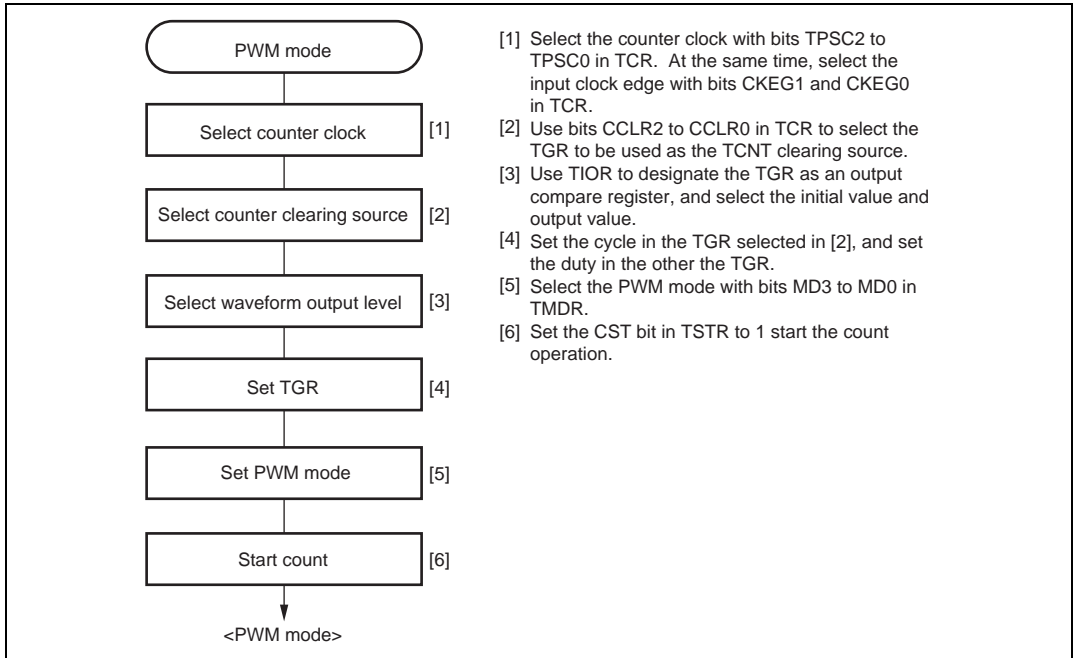 PWM mode
Select counter clock
[1]
Select counter clearing source
[2]
Select waveform output level
[3]
Set TGR
[4]
Set PWM mode
[5]
Start count
[6]
<PWM mode>
[1] Select the counter clock with bits TPSC2 to
TPSC0 in TCR. At the same time, select the
input clock edge with bits CKEG1 and CKEG0
in TCR.
[2] Use bits CCLR2 to CCLR0 in TCR to select the
TGR to be used as the TCNT clearing source.
[3] Use TIOR to designate the TGR as an output
compare register, and select the initial value and
output value.
[4] Set the cycle in the TGR selected in [2], and set
the duty in the other the TGR.
[5] Select the PWM mode with bits MD3 to MD0 in
TMDR.
[6] Set the CST bit in TSTR to 1 start the count
operation.